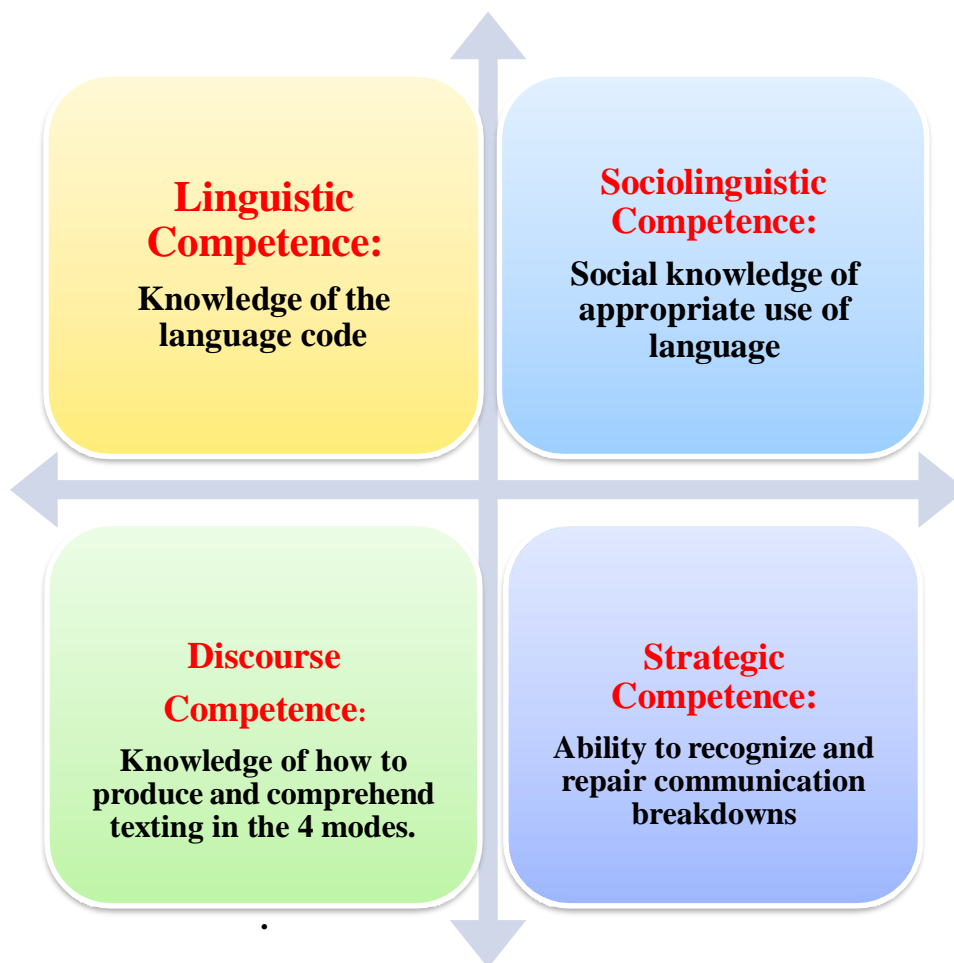 Linguistic
Competence:
Knowledge of the
language code
Sociolinguistic
Competence:
Social knowledge of
appropriate use of
language
Discourse
Competence:
Knowledge of how to
produce and comprehend
texting in the 4 modes.
.
Strategic
Competence:
Ability to recognize and
repair communication
breakdowns